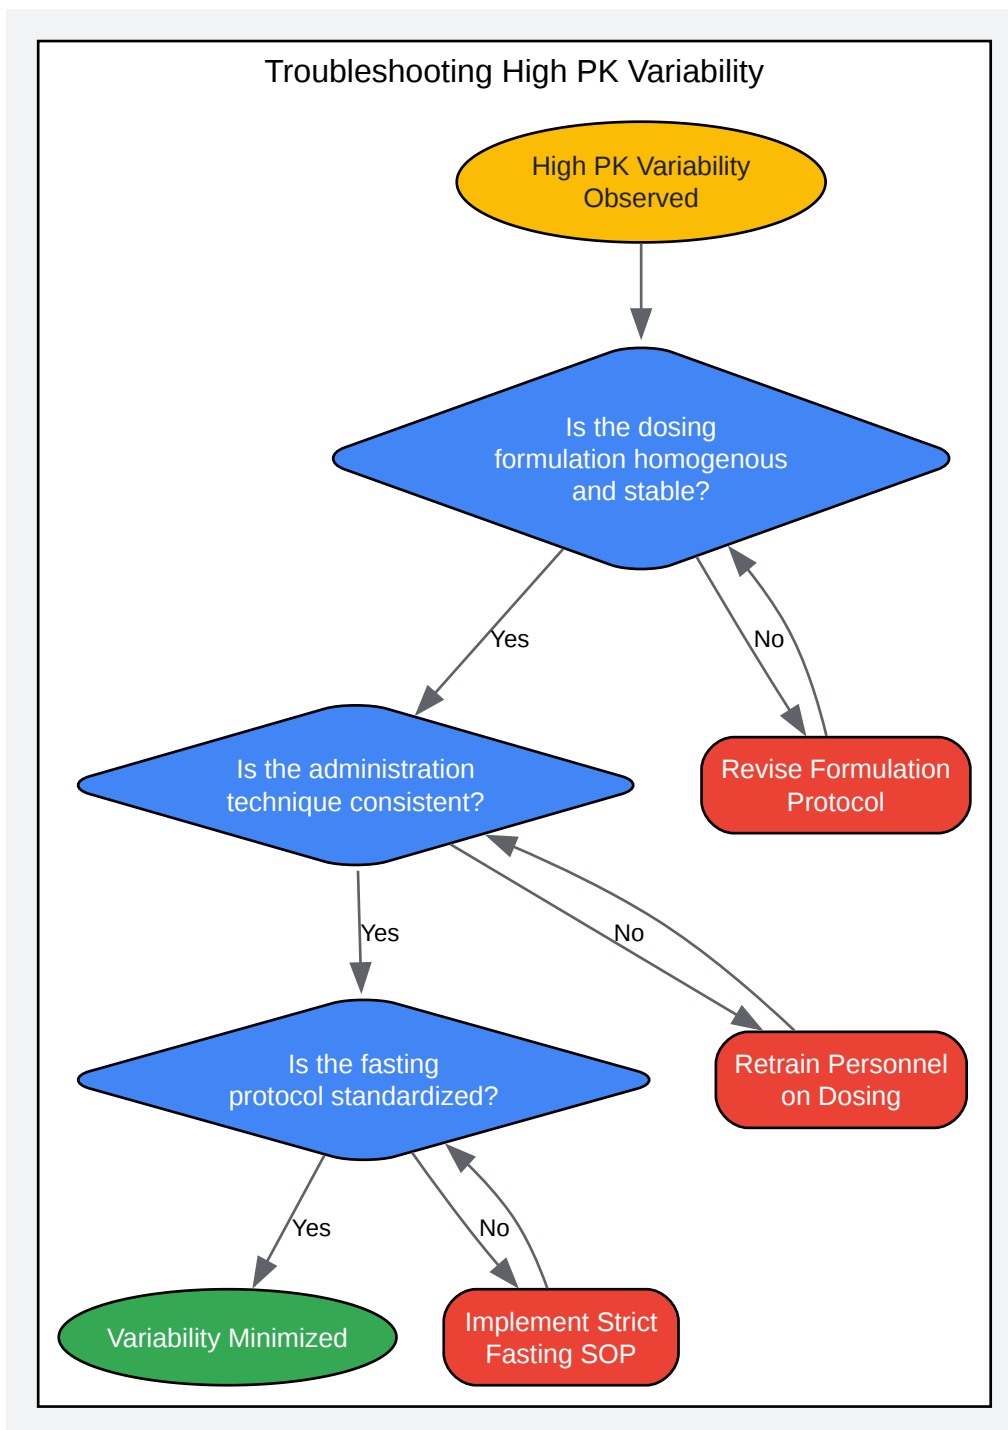 Troubleshooting High PK Variability
High PK Variability
Observed
Is the dosing
formulation homogenous
and stable?
Yes
No
Is the administration
technique consistent?
Revise Formulation
Protocol
Yes
No
Is the fasting
protocol standardized?
Retrain Personnel
on Dosing
Yes
No
Variability Minimized
Implement Strict
Fasting SOP